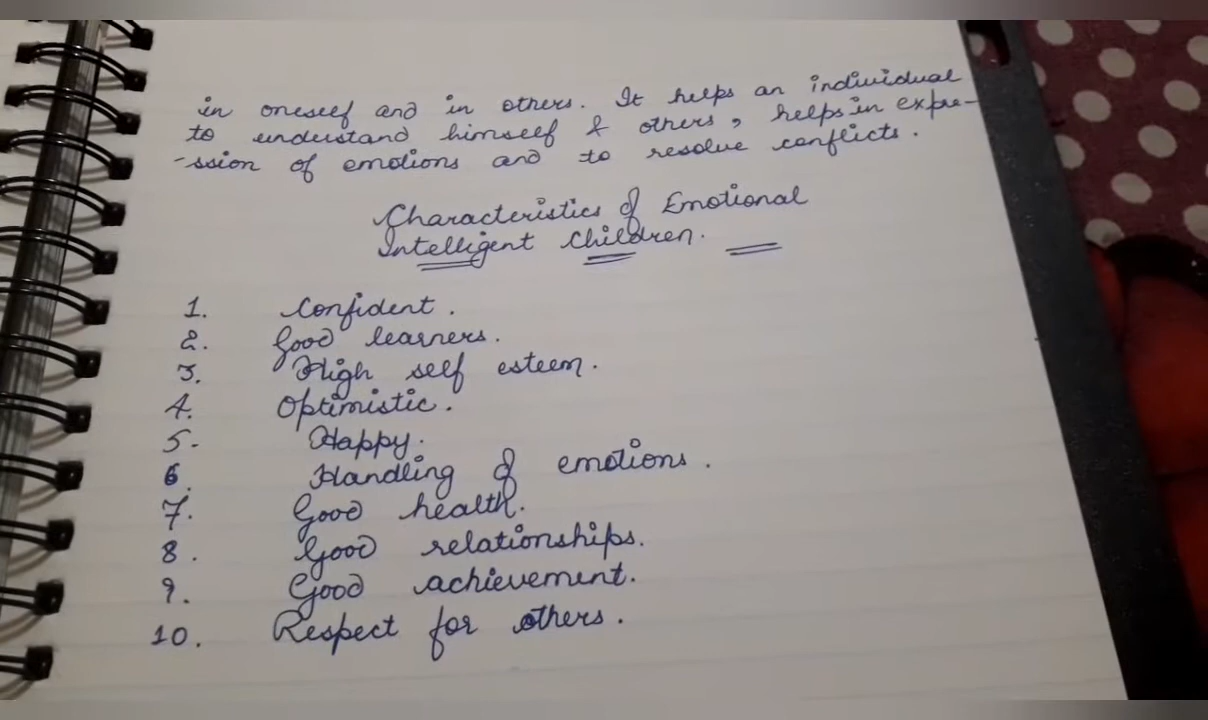 in oneself and in others. It helps an individual
to understand himself & others, helps in expre-
-ssion of emotions and to resolve conflicts.
Characteristics of Emotional
Intelligent Children.
1. Confident.
2. Good learners.
3. High self esteem.
4. Optimistic.
5- Happy.
6. Handling of emotions.
7. Good health.
8. Good relationships.
9. Good achievement.
10. Respect for others.